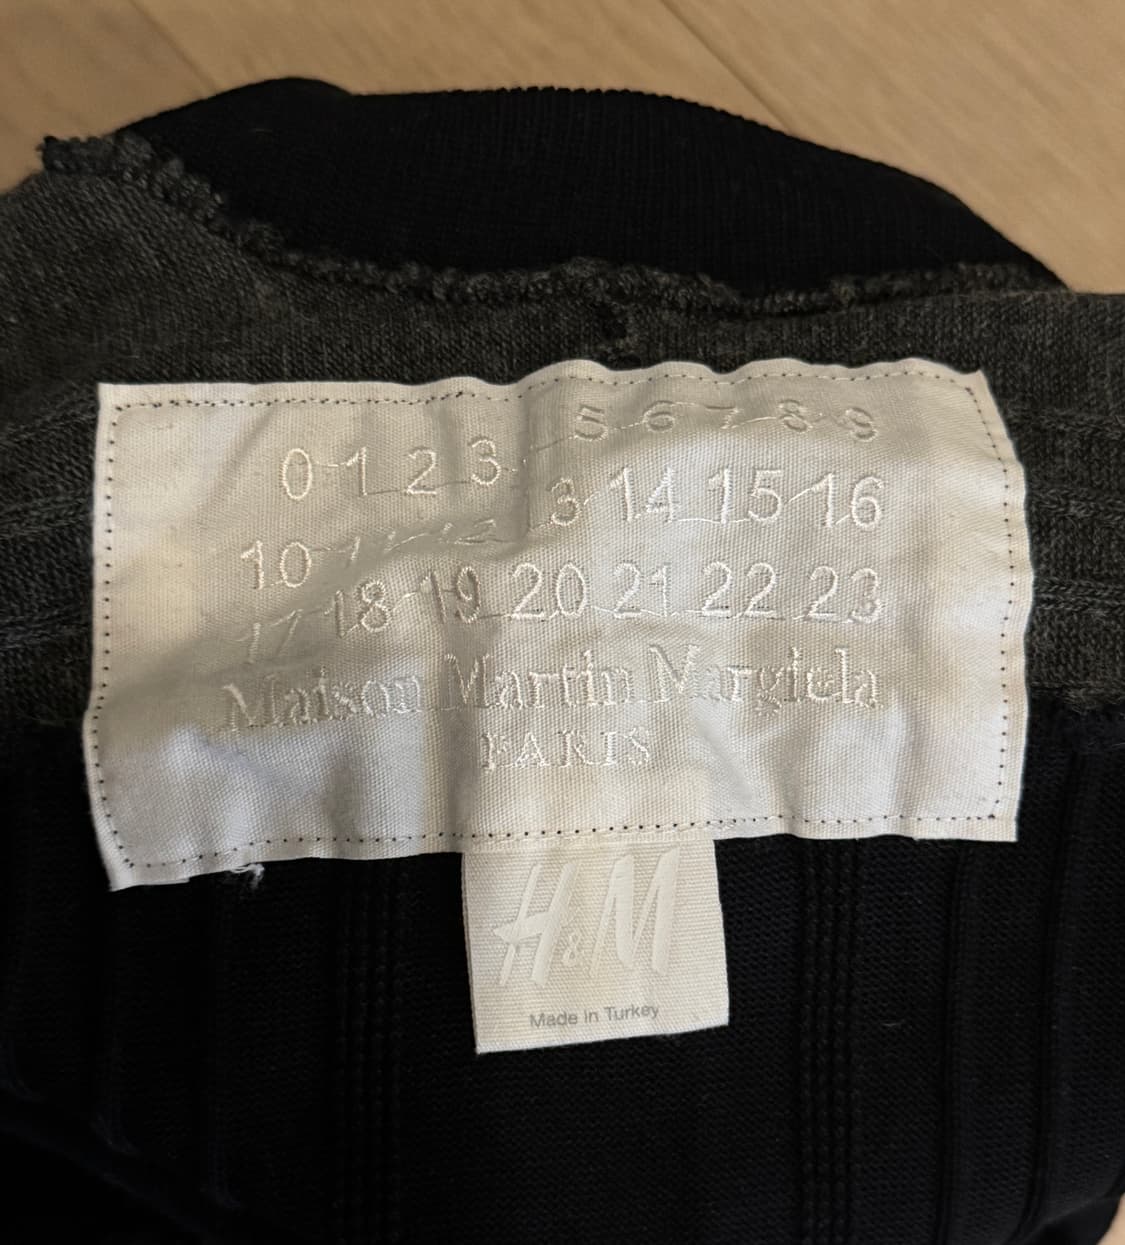 0 1 2 3 5 6 7 8 9
10 11 12 13 14 15 16
17 18 19 20 21 22 23
Maison Martin Margiela
PARIS
H&M
Made in Turkey